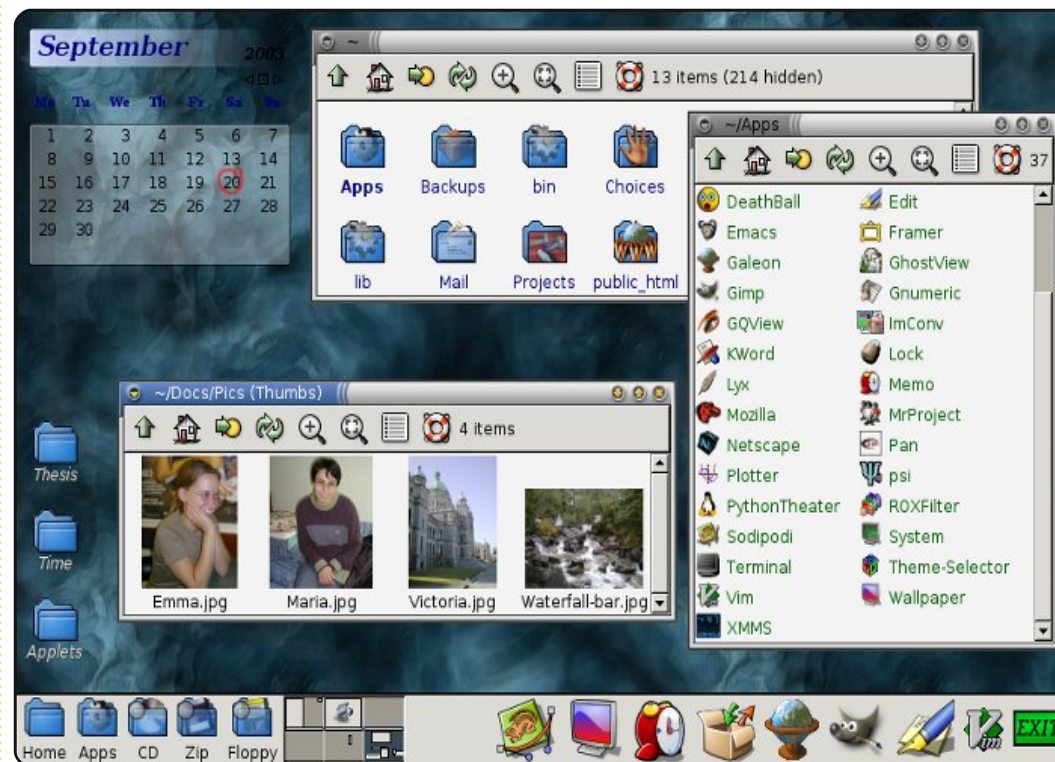 September
2003
Mo Tu We Th Fr Sa Su
1 2 3 4 5 6 7
8 9 10 11 12 13 14
15 16 17 18 19 20 21
22 23 24 25 26 27 28
29 30
~
13 items (214 hidden)
Apps Backups bin Choices
lib Mail Projects public_html
~/Apps
37
DeathBall Edit
Emacs Framer
Galeon GhostView
Gimp Gnumeric
GQView ImConv
KWord Lock
Lyx Memo
Mozilla MrProject
Netscape Pan
Plotter psi
PythonTheater ROXFilter
Sodipodi System
Terminal Theme-Selector
Vim Wallpaper
XMMS
~/Docs/Pics (Thumbs)
4 items
Emma.jpg Maria.jpg Victoria.jpg Waterfall-bar.jpg
Thesis
Time
Applets
Home Apps CD Zip Floppy
Vim
EXIT